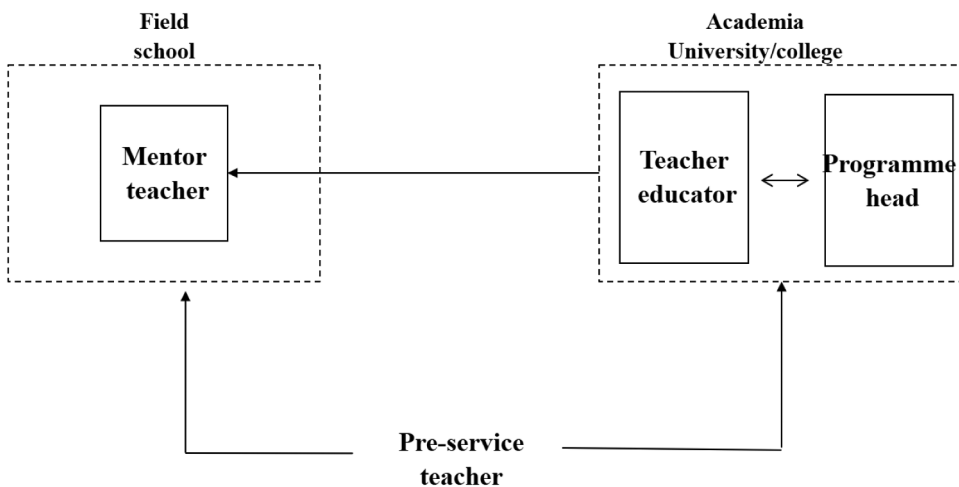 Field
school
Academia
University/college
Mentor
teacher
Teacher
educator
Programme
head
Pre-service
teacher